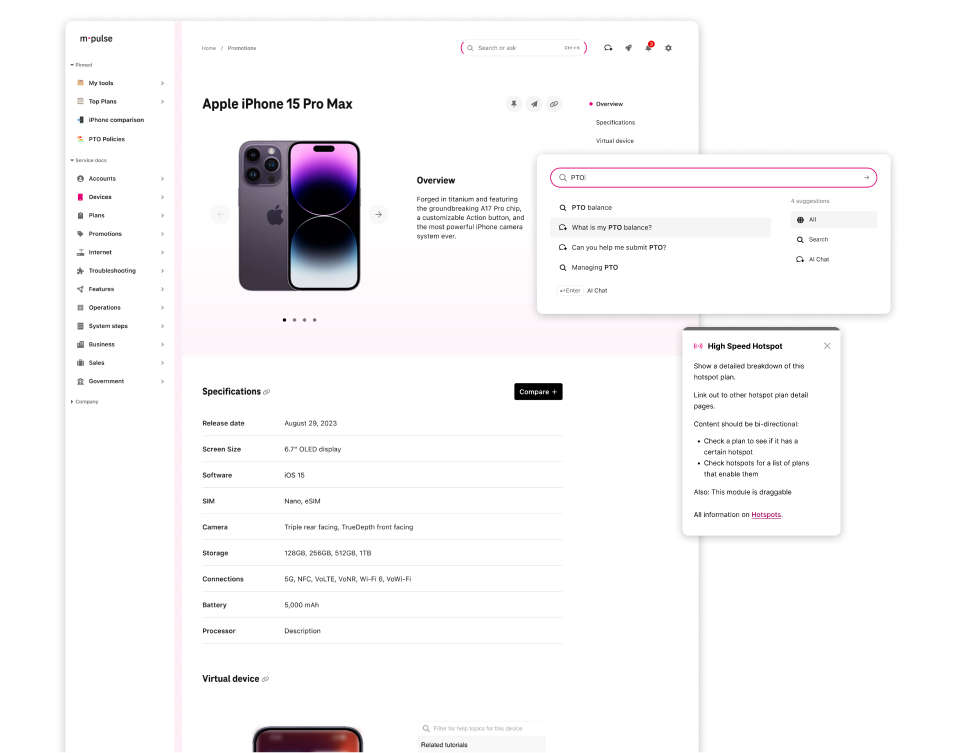 m·pulse
Pinned
My tools
Top Plans
iPhone comparison
PTO Policies
Service docs
Accounts
Devices
Plans
Promotions
Internet
Troubleshooting
Features
Operations
System steps
Business
Sales
Government
Company
Home / Promotions
Search or ask
Ctrl + K
Apple iPhone 15 Pro Max
Overview
Specifications
Virtual device
Overview
Forged in titanium and featuring
the groundbreaking A17 Pro chip,
a customizable Action button, and
the most powerful iPhone camera
system ever.
PTO
PTO balance
What is my PTO balance?
Can you help me submit PTO?
Managing PTO
↵Enter AI Chat
4 suggestions
All
Search
AI Chat
High Speed Hotspot
Show a detailed breakdown of this
hotspot plan.
Link out to other hotspot plan detail
pages.
Content should be bi-directional:
• Check a plan to see if it has a
certain hotspot
• Check hotspots for a list of plans
that enable them
Also: This module is draggable
All information on Hotspots.
Specifications
Compare +
Release date August 29, 2023
Screen Size 6.7" OLED display
Software iOS 15
SIM Nano, eSIM
Camera Triple rear facing, TrueDepth front facing
Storage 128GB, 256GB, 512GB, 1TB
Connections 5G, NFC, VoLTE, VoNR, Wi-Fi 6, VoWi-Fi
Battery 5,000 mAh
Processor Description
Virtual device
Filter for help topics for this device
Related tutorials